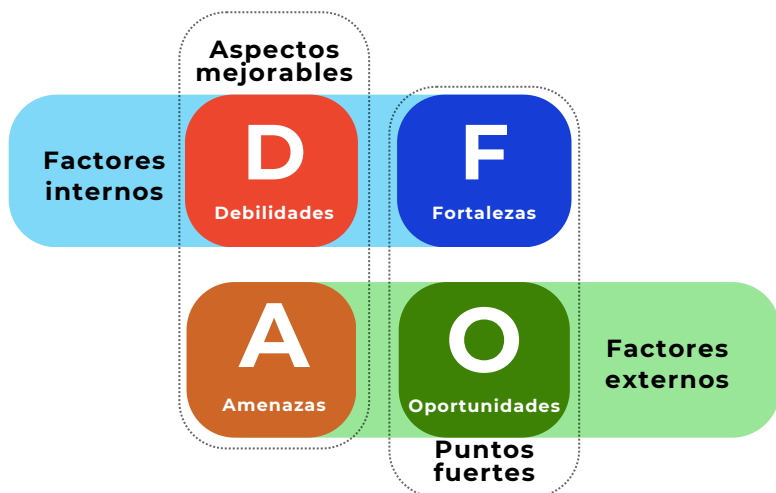 Aspectos
mejorables
Factores
internos
D
Debilidades
F
Fortalezas
A
Amenazas
O
Oportunidades
Factores
externos
Puntos
fuertes